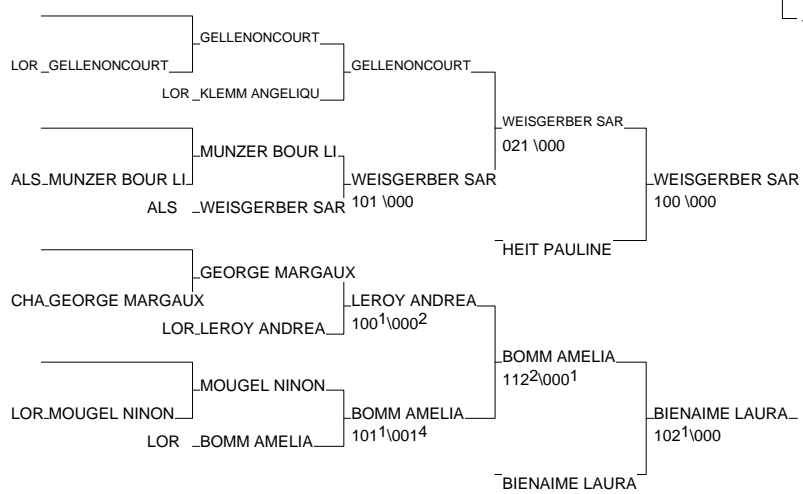 GELLENONCOURT
LOR GELLENONCOURT
GELLENONCOURT
LOR KLEMM ANGELIQU
WEISGERBER SAR
021 \000
MUNZER BOUR LI
ALS MUNZER BOUR LI
WEISGERBER SAR
101 \000
WEISGERBER SAR
100 \000
ALS WEISGERBER SAR
HEIT PAULINE
GEORGE MARGAUX
CHA GEORGE MARGAUX
LEROY ANDREA
100¹\000²
LOR LEROY ANDREA
BOMM AMELIA
112²\000¹
MOUGEL NINON
LOR MOUGEL NINON
BOMM AMELIA
101¹\001⁴
BIENAIME LAURA
102¹\000
LOR BOMM AMELIA
BIENAIME LAURA